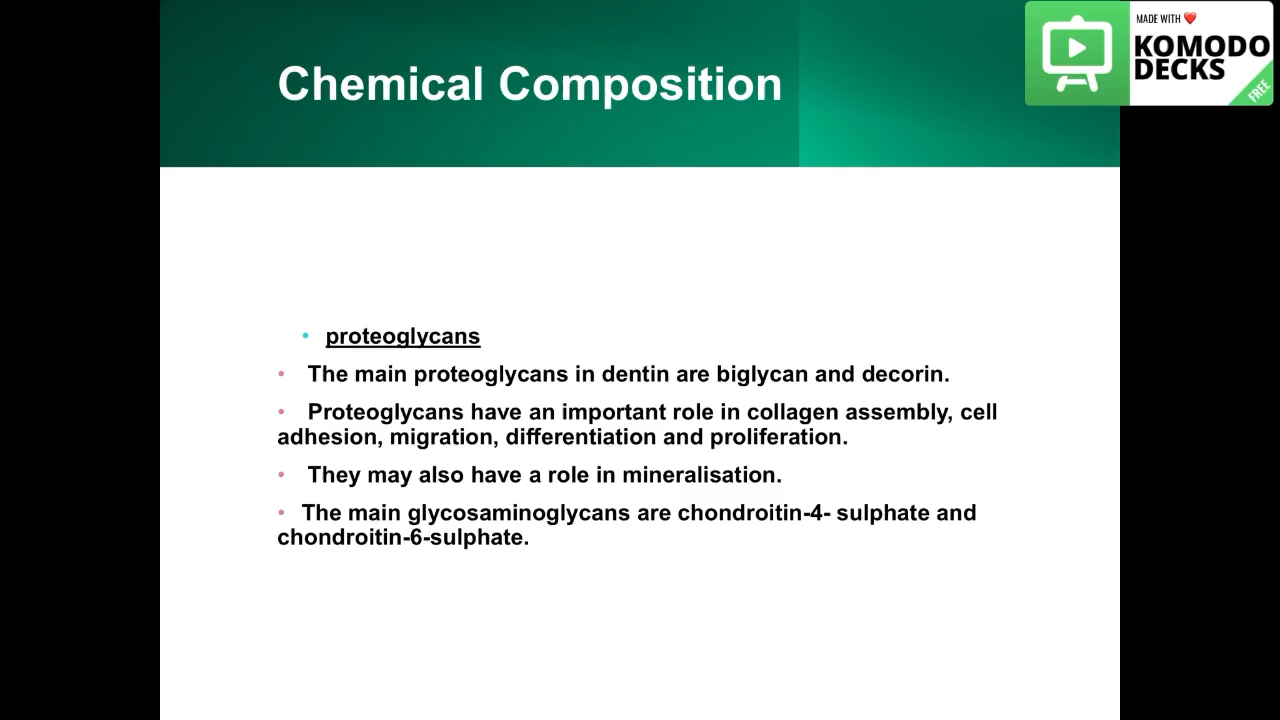 Chemical Composition
MADE WITH ❤️
KOMODO
DECKS
FREE
• proteoglycans
• The main proteoglycans in dentin are biglycan and decorin.
• Proteoglycans have an important role in collagen assembly, cell
adhesion, migration, differentiation and proliferation.
• They may also have a role in mineralisation.
• The main glycosaminoglycans are chondroitin-4- sulphate and
chondroitin-6-sulphate.